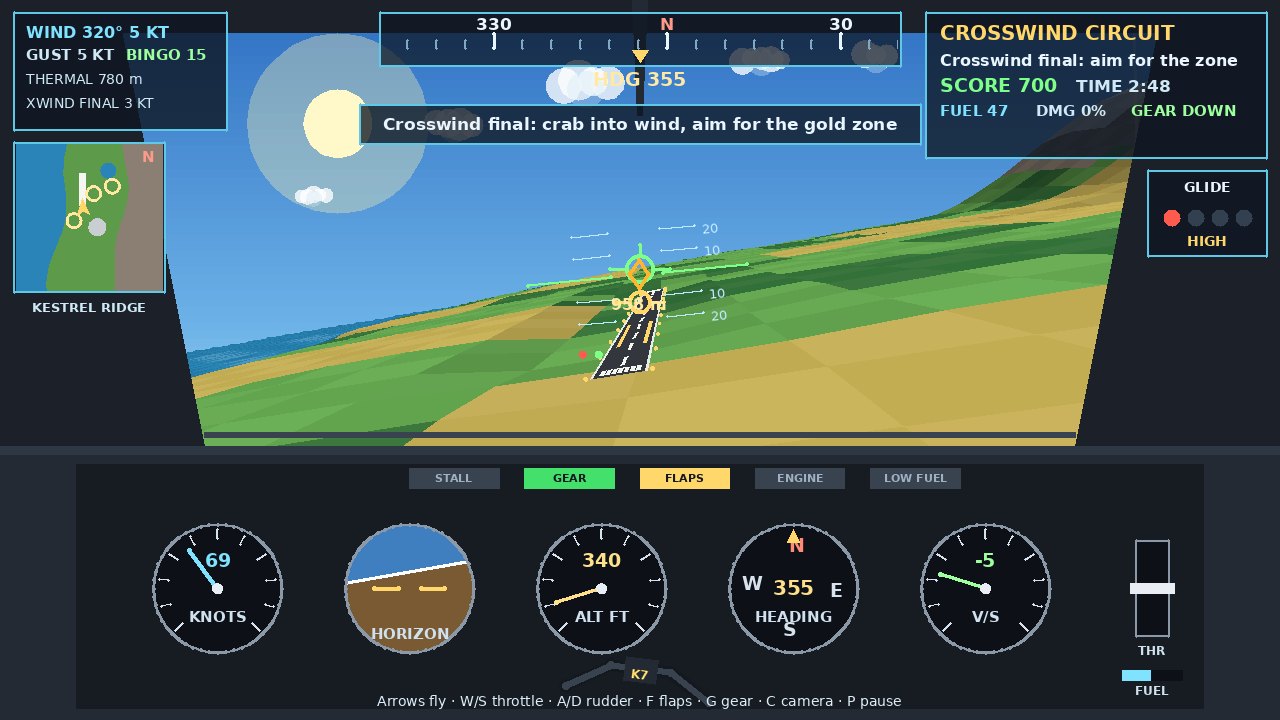 WIND 320° 5 KT
GUST 5 KT BINGO 15
THERMAL 780 m
XWIND FINAL 3 KT
330 N 30
HDG 355
CROSSWIND CIRCUIT
Crosswind final: aim for the zone
SCORE 700 TIME 2:48
FUEL 47 DMG 0% GEAR DOWN
Crosswind final: crab into wind, aim for the gold zone
N
KESTREL RIDGE
GLIDE
HIGH
20
10
10
20
STALL GEAR FLAPS ENGINE LOW FUEL
69
KNOTS
HORIZON
340
ALT FT
N
W 355 E
HEADING
S
-5
V/S
THR
FUEL
K7
Arrows fly · W/S throttle · A/D rudder · F flaps · G gear · C camera · P pause